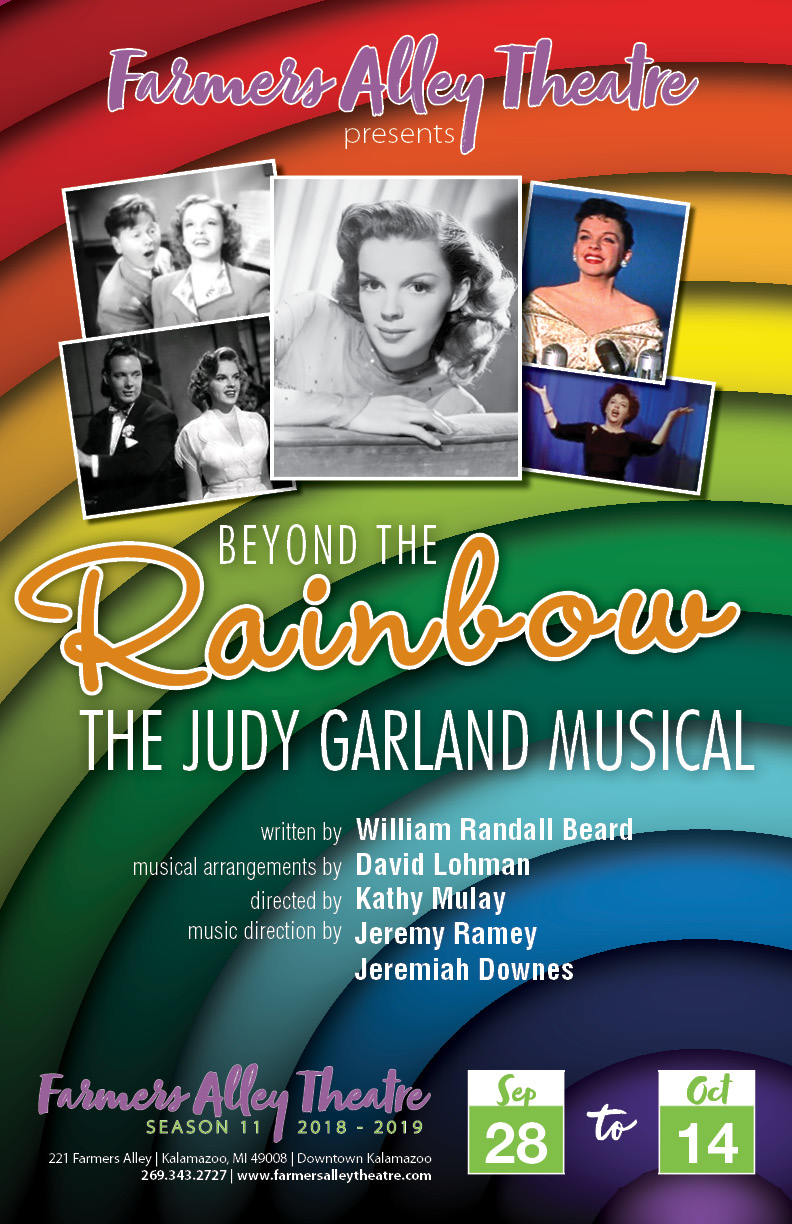 Farmers Alley Theatre
presents
BEYOND THE
Rainbow
THE JUDY GARLAND MUSICAL
written by William Randall Beard
musical arrangements by David Lohman
directed by Kathy Mulay
music direction by Jeremy Ramey
Jeremiah Downes
Farmers Alley Theatre
SEASON 11 2018 - 2019
221 Farmers Alley | Kalamazoo, MI 49008 | Downtown Kalamazoo
269.343.2727 | www.farmersalleytheatre.com
Sep
28
to
Oct
14